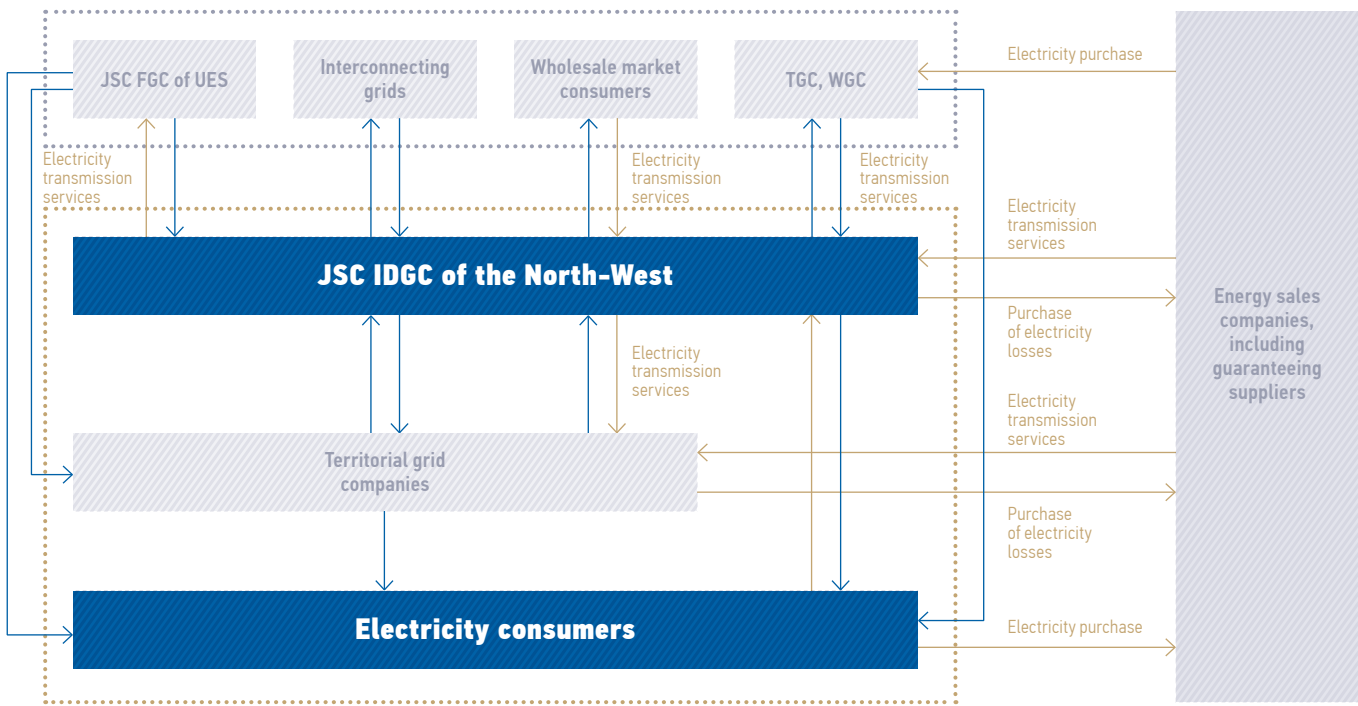 JSC FGC of UES
Interconnecting
grids
Wholesale market
consumers
TGC, WGC
Electricity purchase
Electricity
transmission
services
Electricity
transmission
services
Electricity
transmission
services
Electricity
transmission
services
JSC IDGC of the North-West
Purchase
of electricity
losses
Energy sales
companies,
including
guaranteeing
suppliers
Electricity
transmission
services
Electricity
transmission
services
Territorial grid
companies
Purchase
of electricity
losses
Electricity consumers
Electricity purchase